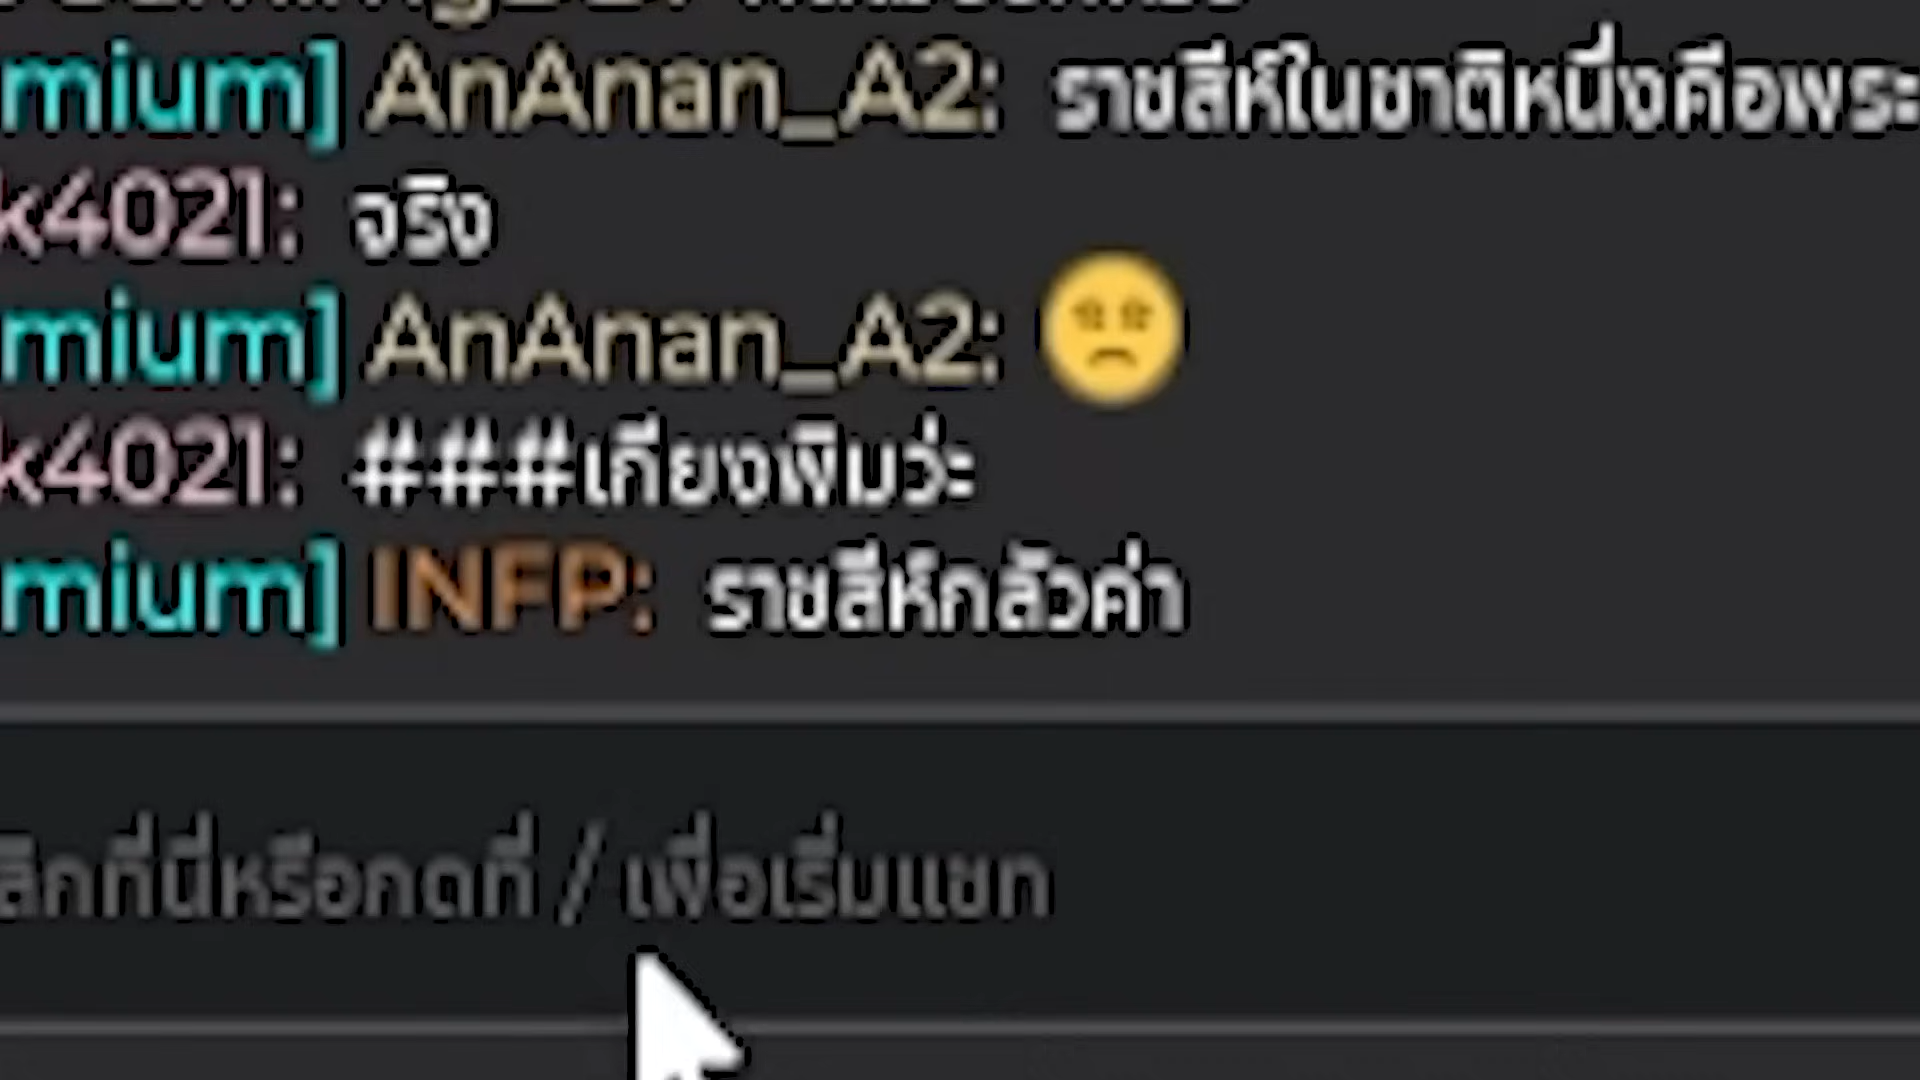 mium] AnAnan_A2: ราชสีห์ในชาติหนึ่งคือพระ
k4021: จริง
mium] AnAnan_A2: 😔
k4021: ###เกียงพิมว่ะ
mium] INFP: ราชสีห์กลัวค่า
ลิกที่นี่หรือกดที่ / เพื่อเริ่มแชท